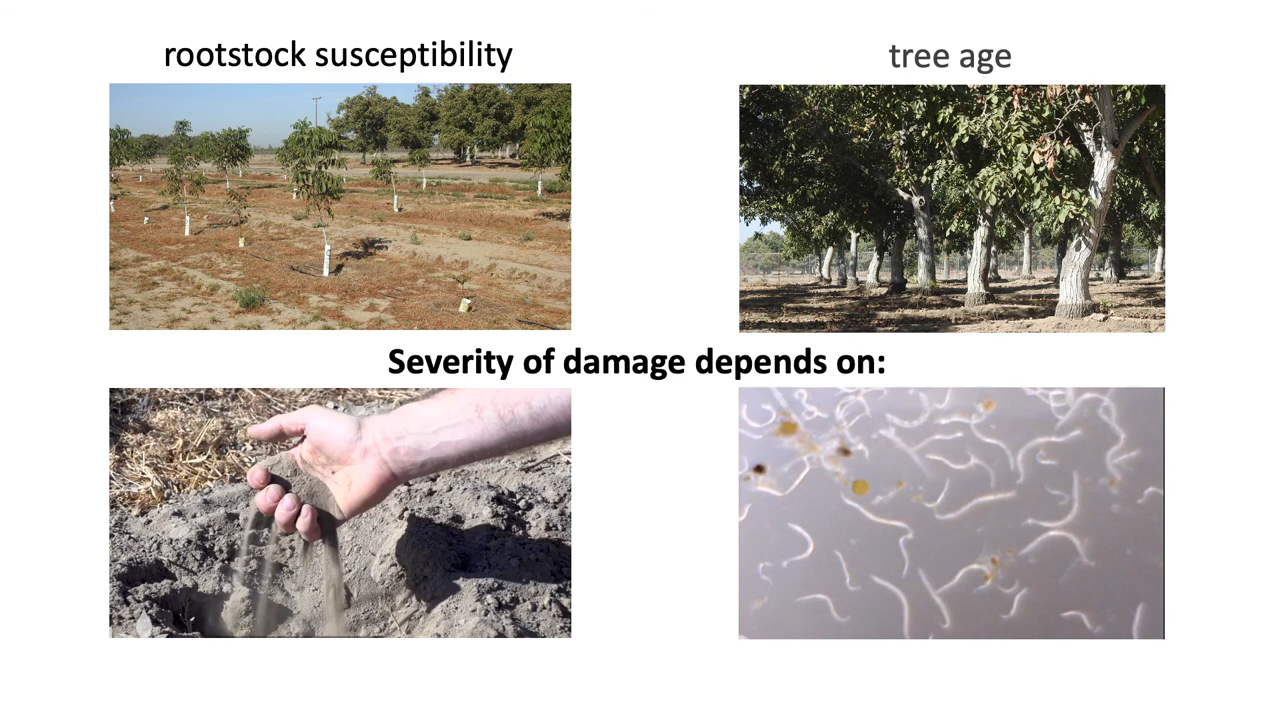 rootstock susceptibility
tree age
Severity of damage depends on: